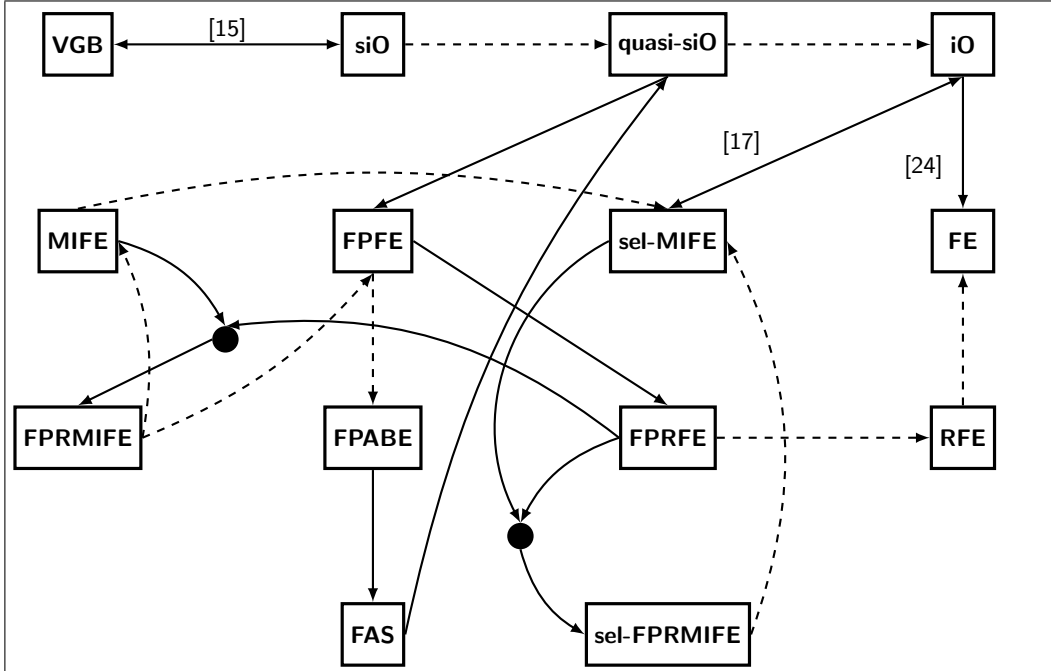 [15]
VGB siO quasi-siO iO
[17]
[24]
MIFE FPFE sel-MIFE FE
FPRMIFE FPABE FPRFE RFE
FAS sel-FPRMIFE